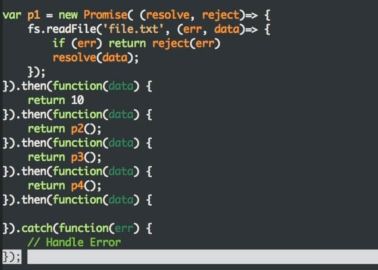 var p1 = new Promise( (resolve, reject)=> {
    fs.readFile('file.txt', (err, data)=> {
        if (err) return reject(err)
        resolve(data);
    });
}).then(function(data) {
    return 10
}).then(function(data) {
    return p2();
}).then(function(data) {
    return p3();
}).then(function(data) {
    return p4();
}).then(function(data) {

}).catch(function(err) {
    // Handle Error
});